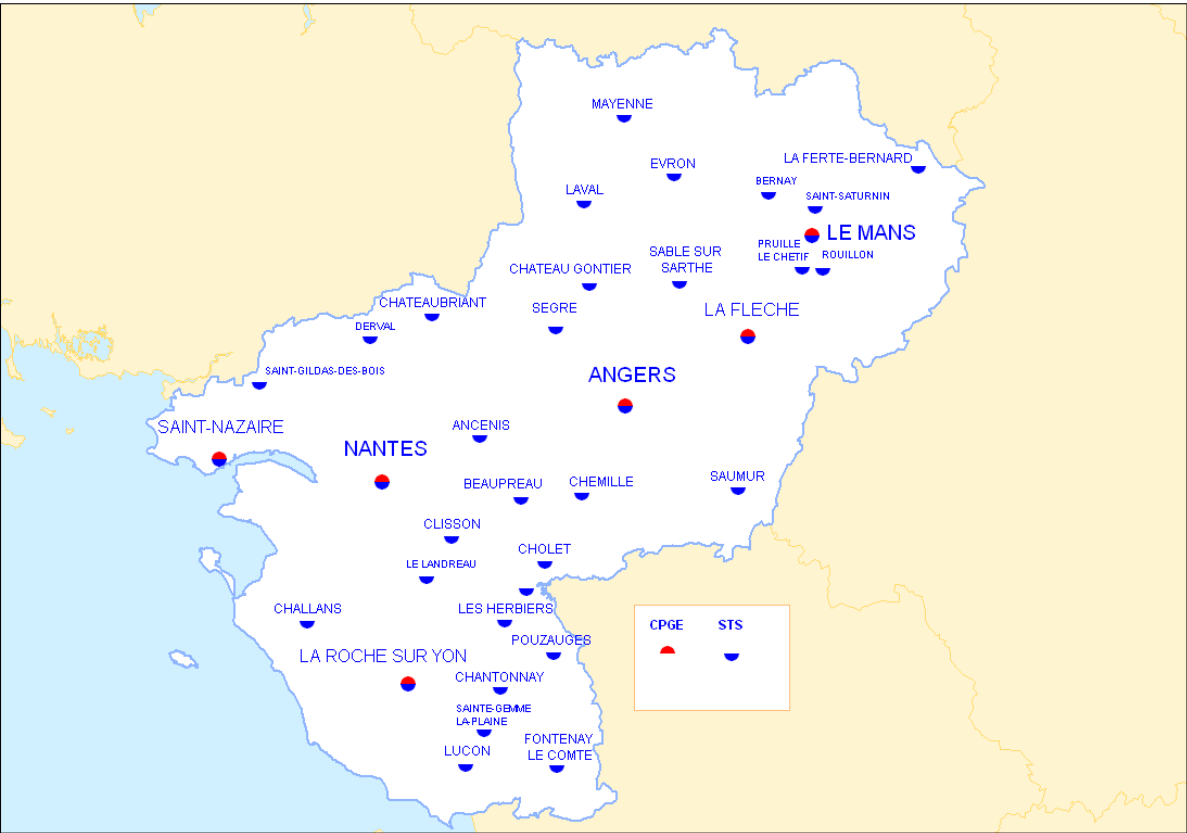 MAYENNE
EVRON
LA FERTE-BERNARD
BERNAY
LAVAL
SAINT-SATURNIN
LE MANS
PRUILLE
LE CHETIF
ROUILLON
SABLE SUR
SARTHE
CHATEAU GONTIER
CHATEAUBRIANT
SEGRE
LA FLECHE
DERVAL
SAINT-GILDAS-DES-BOIS
ANGERS
SAINT-NAZAIRE
ANCENIS
NANTES
BEAUPREAU
CHEMILLE
SAUMUR
CLISSON
CHOLET
LE LANDREAU
CHALLANS
LES HERBIERS
CPGE
STS
POUZAUGES
LA ROCHE SUR YON
CHANTONNAY
SAINTE-GEMME
LA-PLAINE
LUCON
FONTENAY
LE COMTE